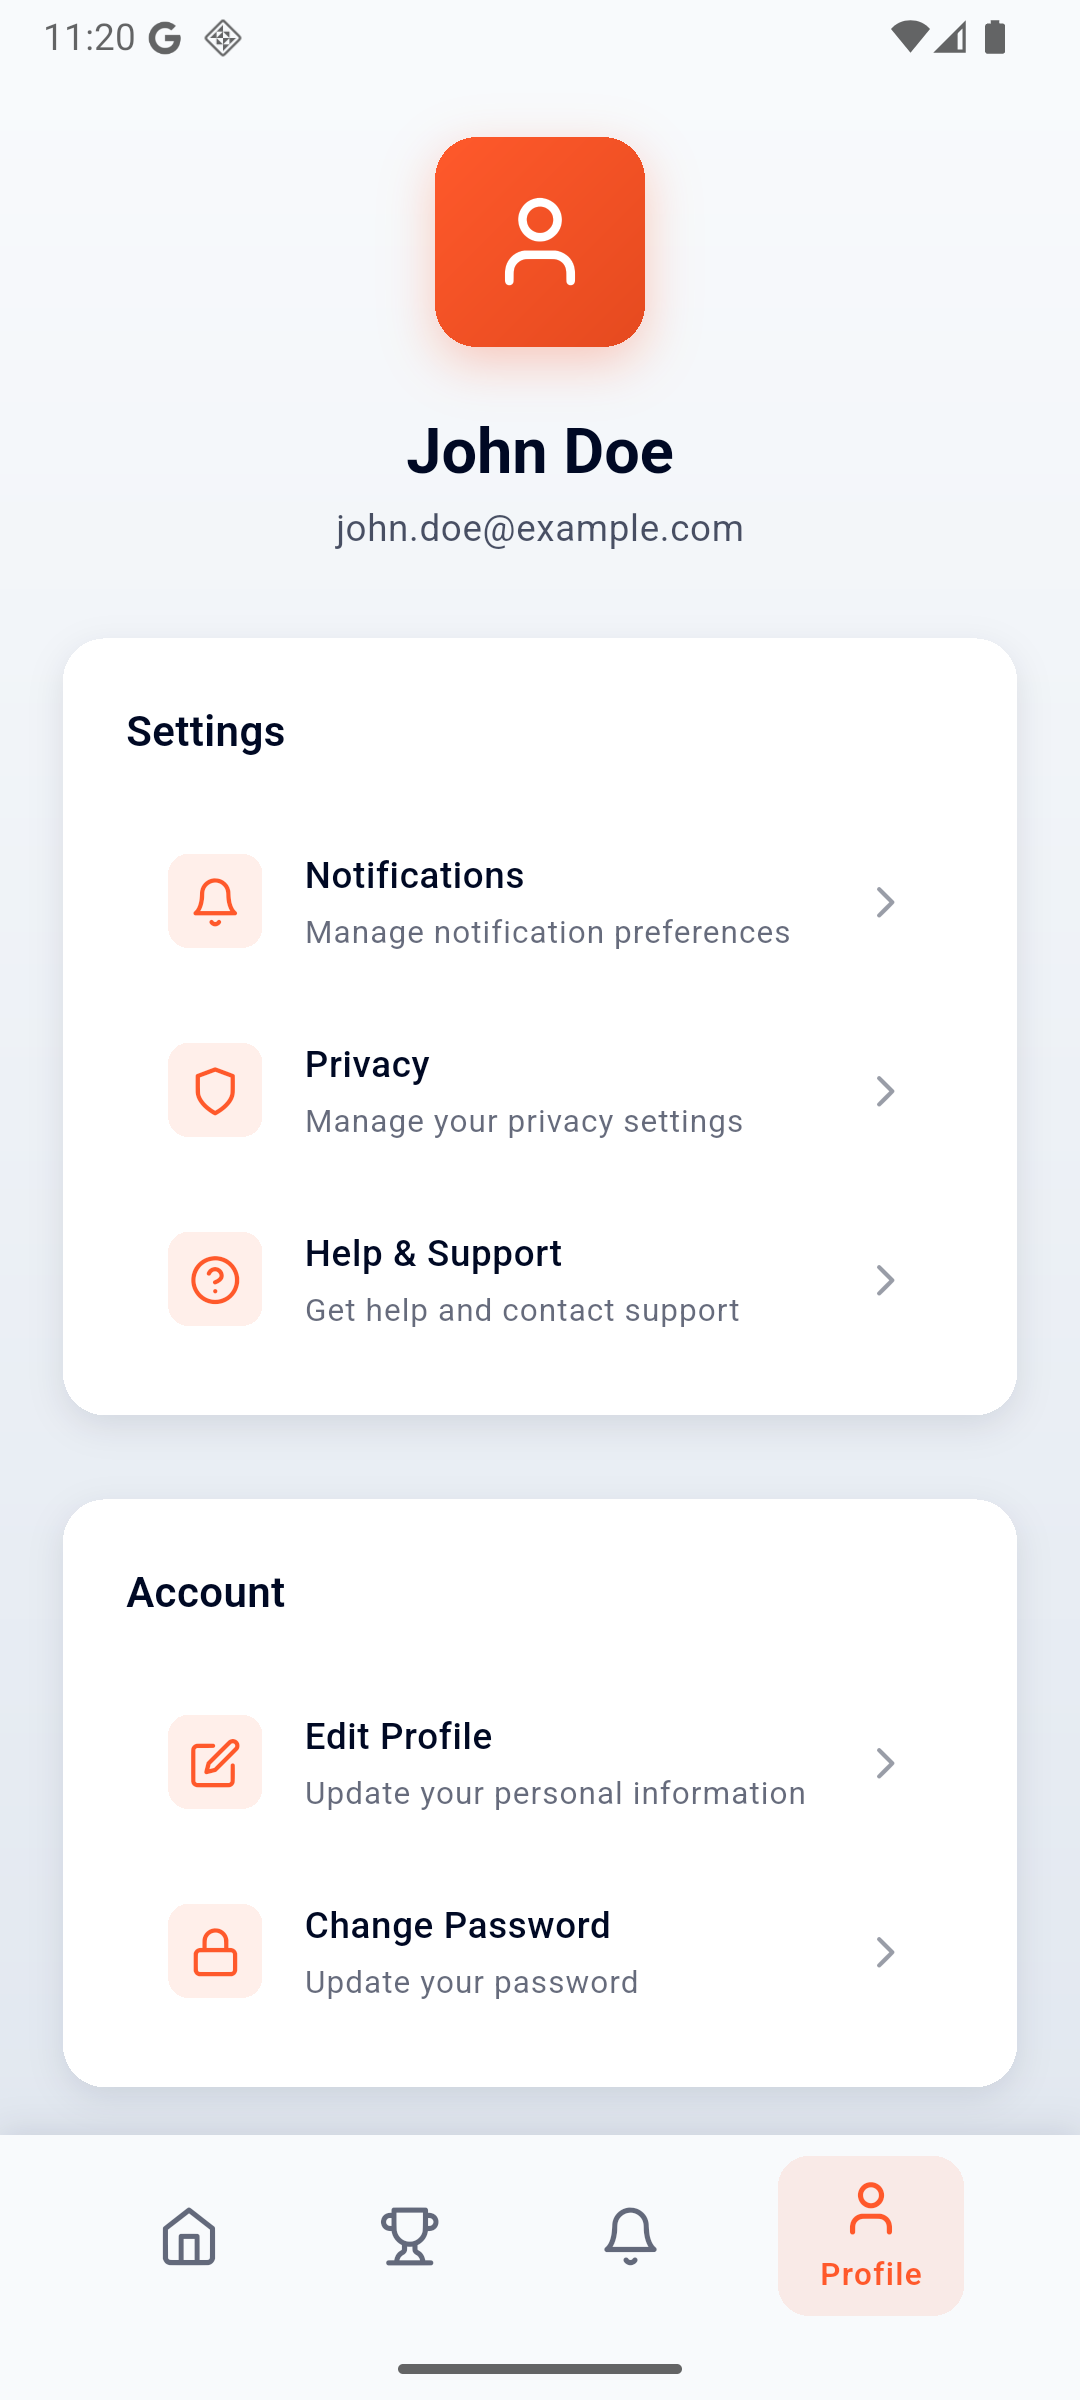 11:20
John Doe
john.doe@example.com
Settings
Notifications
Manage notification preferences
Privacy
Manage your privacy settings
Help & Support
Get help and contact support
Account
Edit Profile
Update your personal information
Change Password
Update your password
Profile